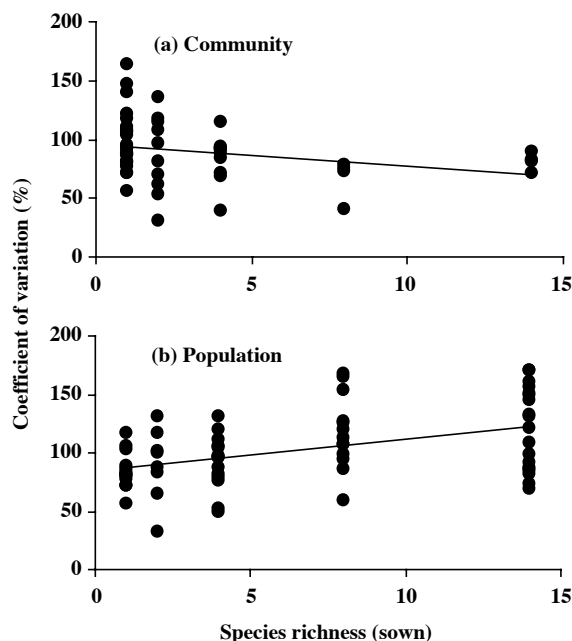 200
(a) Community
150
100
50
0
0 5 10 15
Coefficient of variation (%)
200
(b) Population
150
100
50
0
0 5 10 15
Species richness (sown)